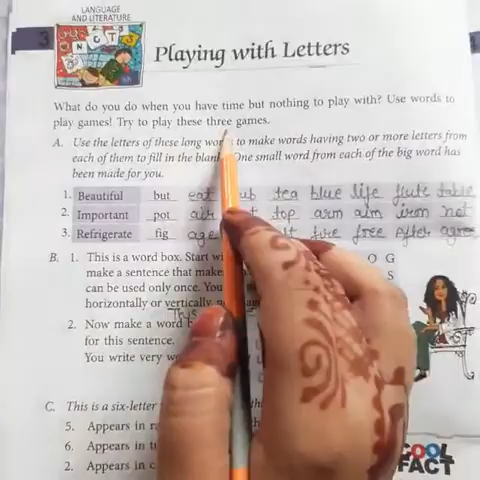 LANGUAGE
AND LITERATURE
3
Playing with Letters
What do you do when you have time but nothing to play with? Use words to
play games! Try to play these three games.
A. Use the letters of these long to make words having two or more letters from
each of them to fill in the One small word from each of the big word has
been made for you.
1. Beautiful but eat tea blue life flute table
2. Important pot air top arm aim iron not
3. Refrigerate fig age fire free after agree
B. 1. This is a word box. Start O G
make a sentence that S
can be used only once. You
horizontally or vertically,
This
2. Now make a word
for this sentence.
You write very
C. This is a six-letter
5. Appears in
6. Appears in
2. Appears in
COOL
FACT